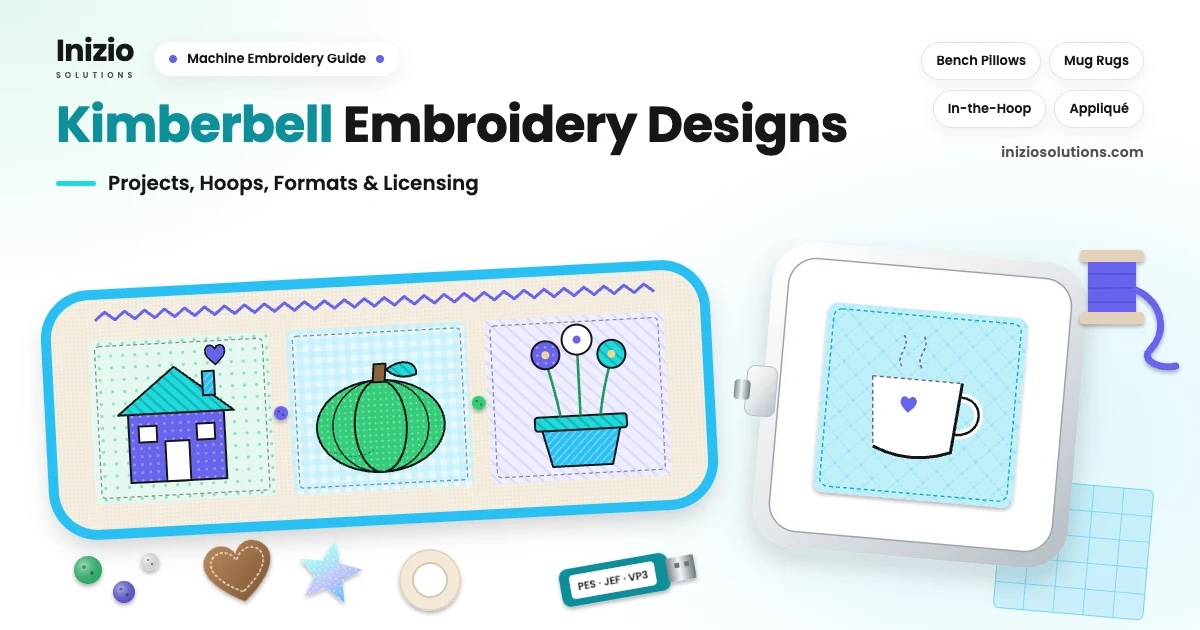 Inizio
SOLUTIONS
Machine Embroidery Guide
Kimberbell Embroidery Designs
Projects, Hoops, Formats & Licensing
Bench Pillows
Mug Rugs
In-the-Hoop
Appliqué
iniziosolutions.com
PES · JEF · VP3